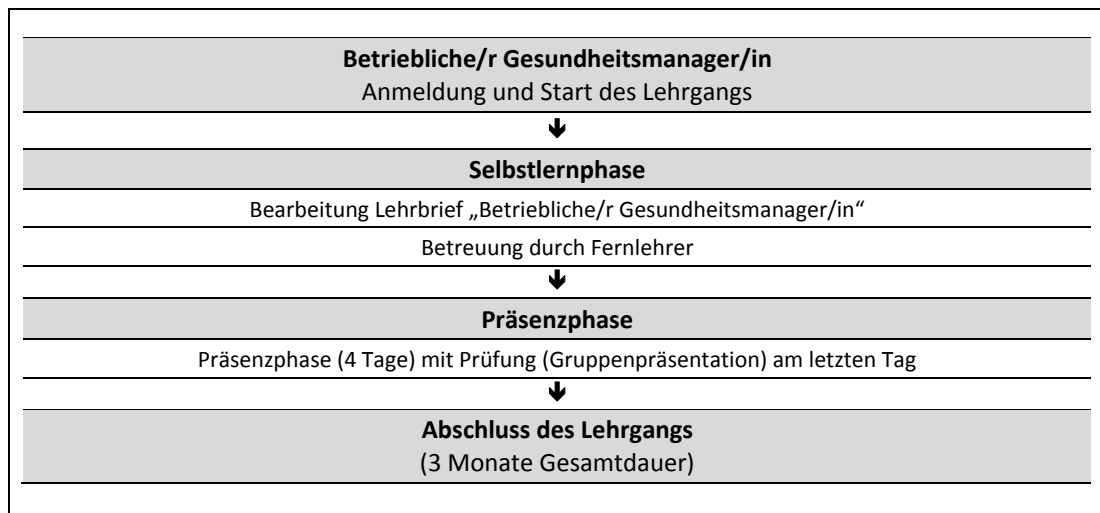 Betriebliche/r Gesundheitsmanager/in
Anmeldung und Start des Lehrgangs
Selbstlernphase
Bearbeitung Lehrbrief „Betriebliche/r Gesundheitsmanager/in“
Betreuung durch Fernlehrer
Präsenzphase
Präsenzphase (4 Tage) mit Prüfung (Gruppenpräsentation) am letzten Tag
Abschluss des Lehrgangs
(3 Monate Gesamtdauer)